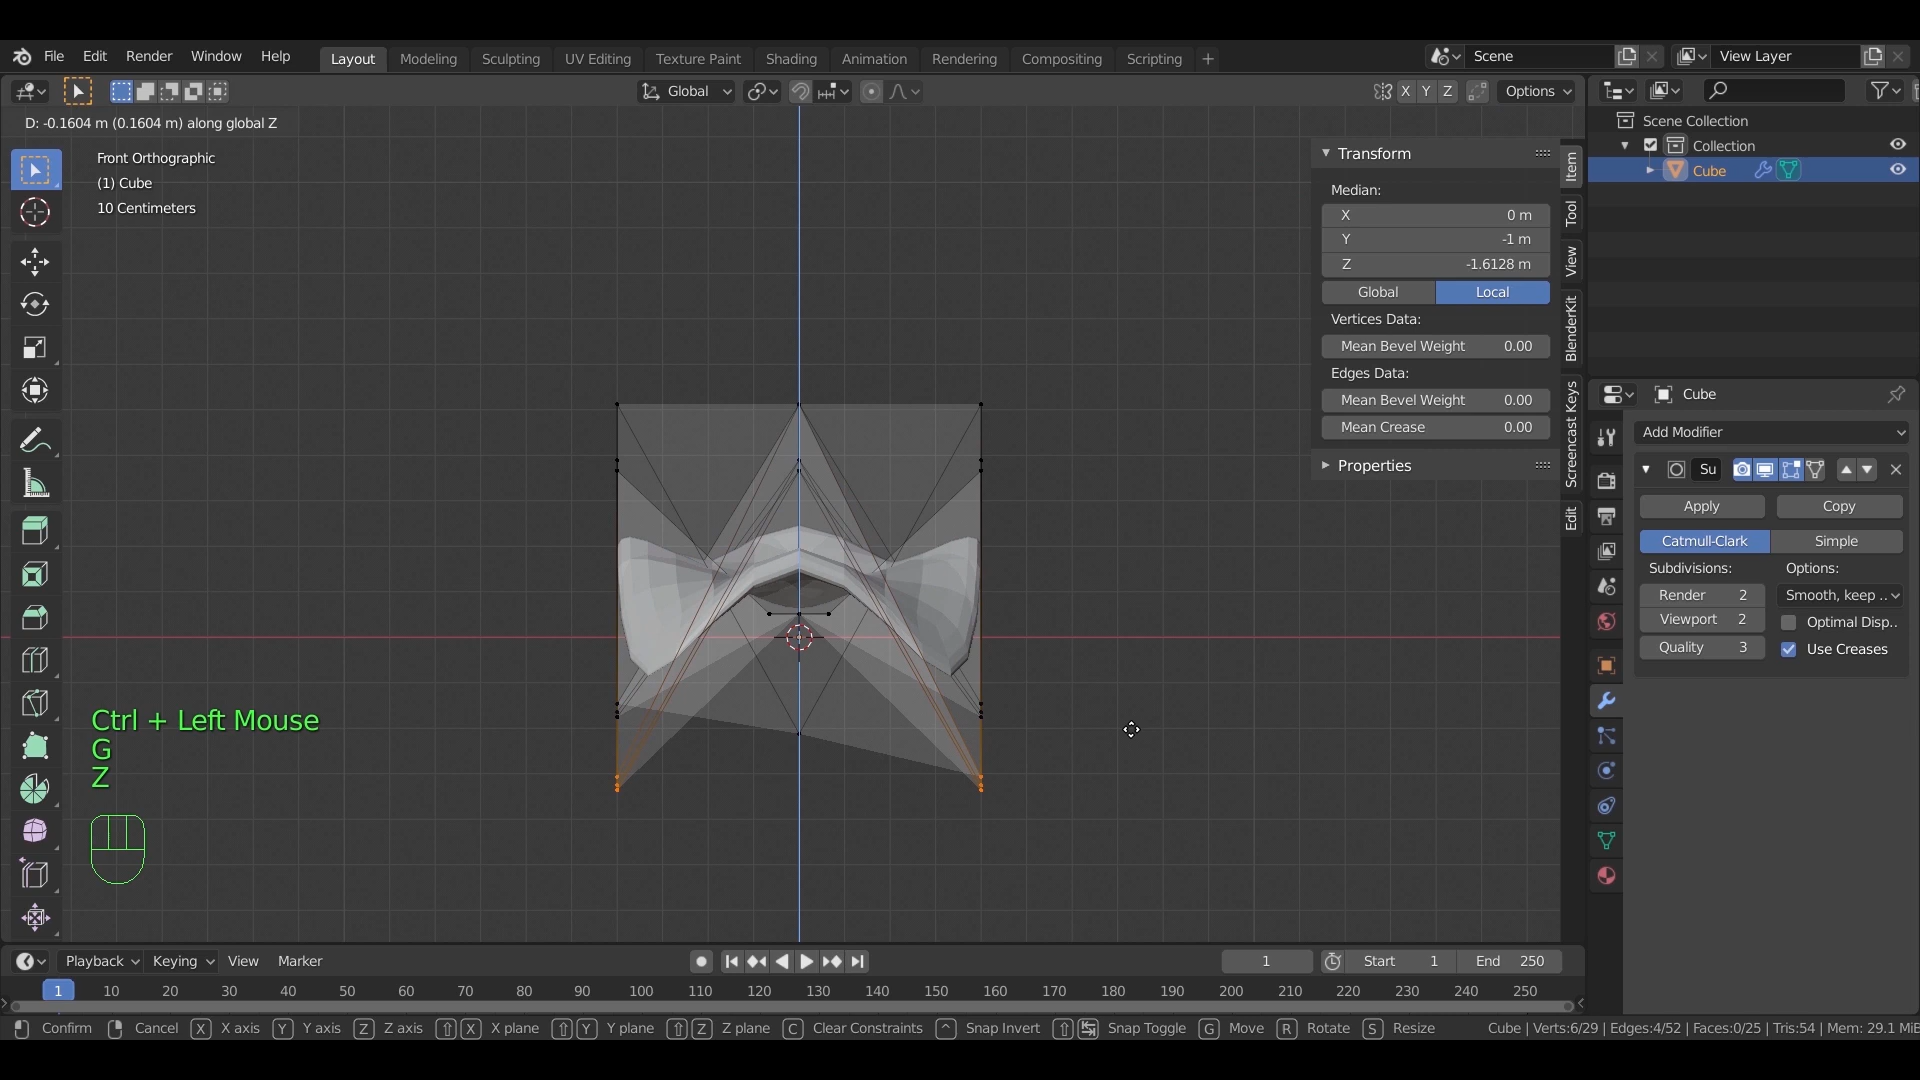 File Edit Render Window Help Layout Modeling Sculpting UV Editing Texture Paint Shading Animation Rendering Compositing Scripting + Scene View Layer
Global X Y Z Options
D: -0.1604 m (0.1604 m) along global Z
Front Orthographic
(1) Cube
10 Centimeters
Transform
Median:
X 0 m
Y -1 m
Z -1.6128 m
Global Local
Vertices Data:
Mean Bevel Weight 0.00
Edges Data:
Mean Bevel Weight 0.00
Mean Crease 0.00
Properties
Item
Tool
View
BlenderKit
Screencast Keys
Edit
Scene Collection
Collection
Cube
Cube
Add Modifier
Su
Apply Copy
Catmull-Clark Simple
Subdivisions: Options:
Render 2 Smooth, keep ..
Viewport 2 Optimal Disp..
Quality 3 Use Creases
Ctrl + Left Mouse
G
Z
Playback Keying View Marker 1 Start 1 End 250
1 10 20 30 40 50 60 70 80 90 100 110 120 130 140 150 160 170 180 190 200 210 220 230 240 250
Confirm Cancel X X axis Y Y axis Z Z axis X X plane Y Y plane Z Z plane C Clear Constraints ^ Snap Invert Snap Toggle G Move R Rotate S Resize Cube | Verts:6/29 | Edges:4/52 | Faces:0/25 | Tris:54 | Mem: 29.1 MiB